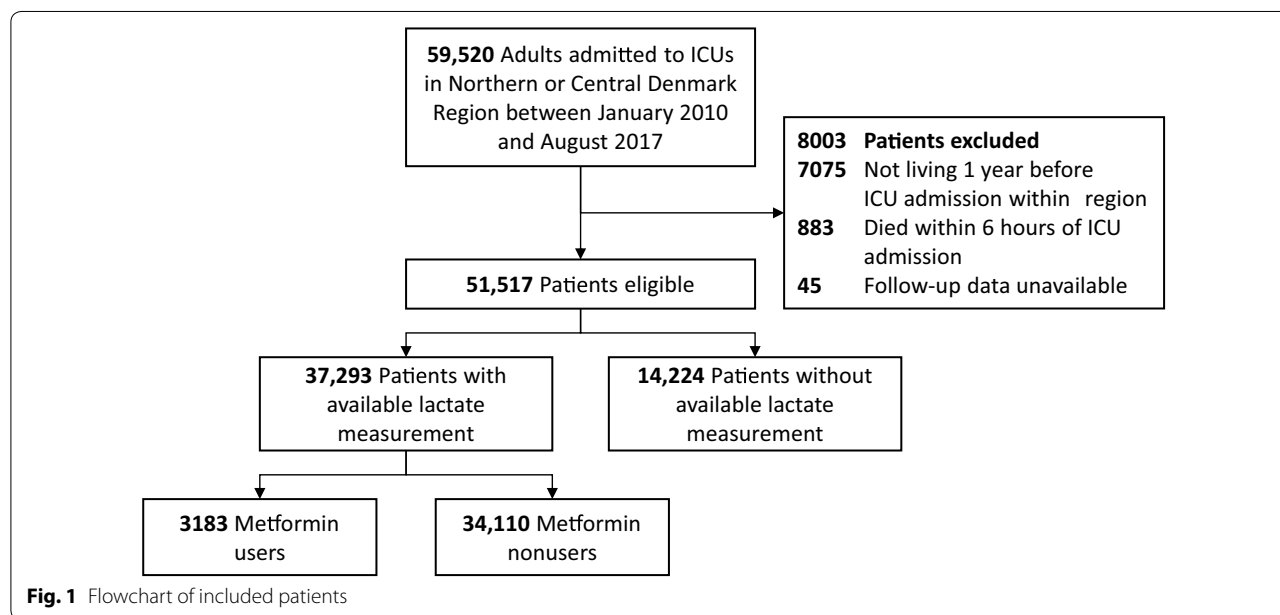 59,520 Adults admitted to ICUs
in Northern or Central Denmark
Region between January 2010
and August 2017
8003 Patients excluded
7075 Not living 1 year before
ICU admission within region
883 Died within 6 hours of ICU
admission
45 Follow-up data unavailable
51,517 Patients eligible
37,293 Patients with
available lactate
measurement
14,224 Patients without
available lactate
measurement
3183 Metformin
users
34,110 Metformin
nonusers
Fig. 1 Flowchart of included patients